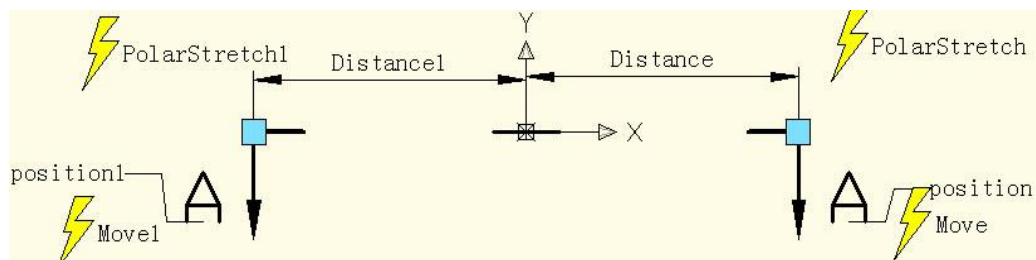 Y
PolarStretch1
Distance1
Distance
PolarStretch
X
position1
A
A
position
Move1
Move